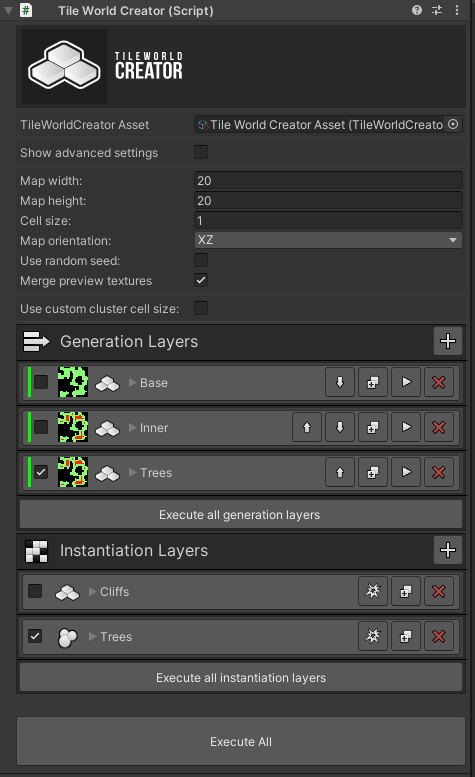 Tile World Creator (Script)
TILEWORLD
CREATOR
TileWorldCreator Asset
Tile World Creator Asset (TileWorldCreato
Show advanced settings
Map width: 20
Map height: 20
Cell size: 1
Map orientation: XZ
Use random seed:
Merge preview textures
Use custom cluster cell size:
Generation Layers
Base
Inner
Trees
Execute all generation layers
Instantiation Layers
Cliffs
Trees
Execute all instantiation layers
Execute All